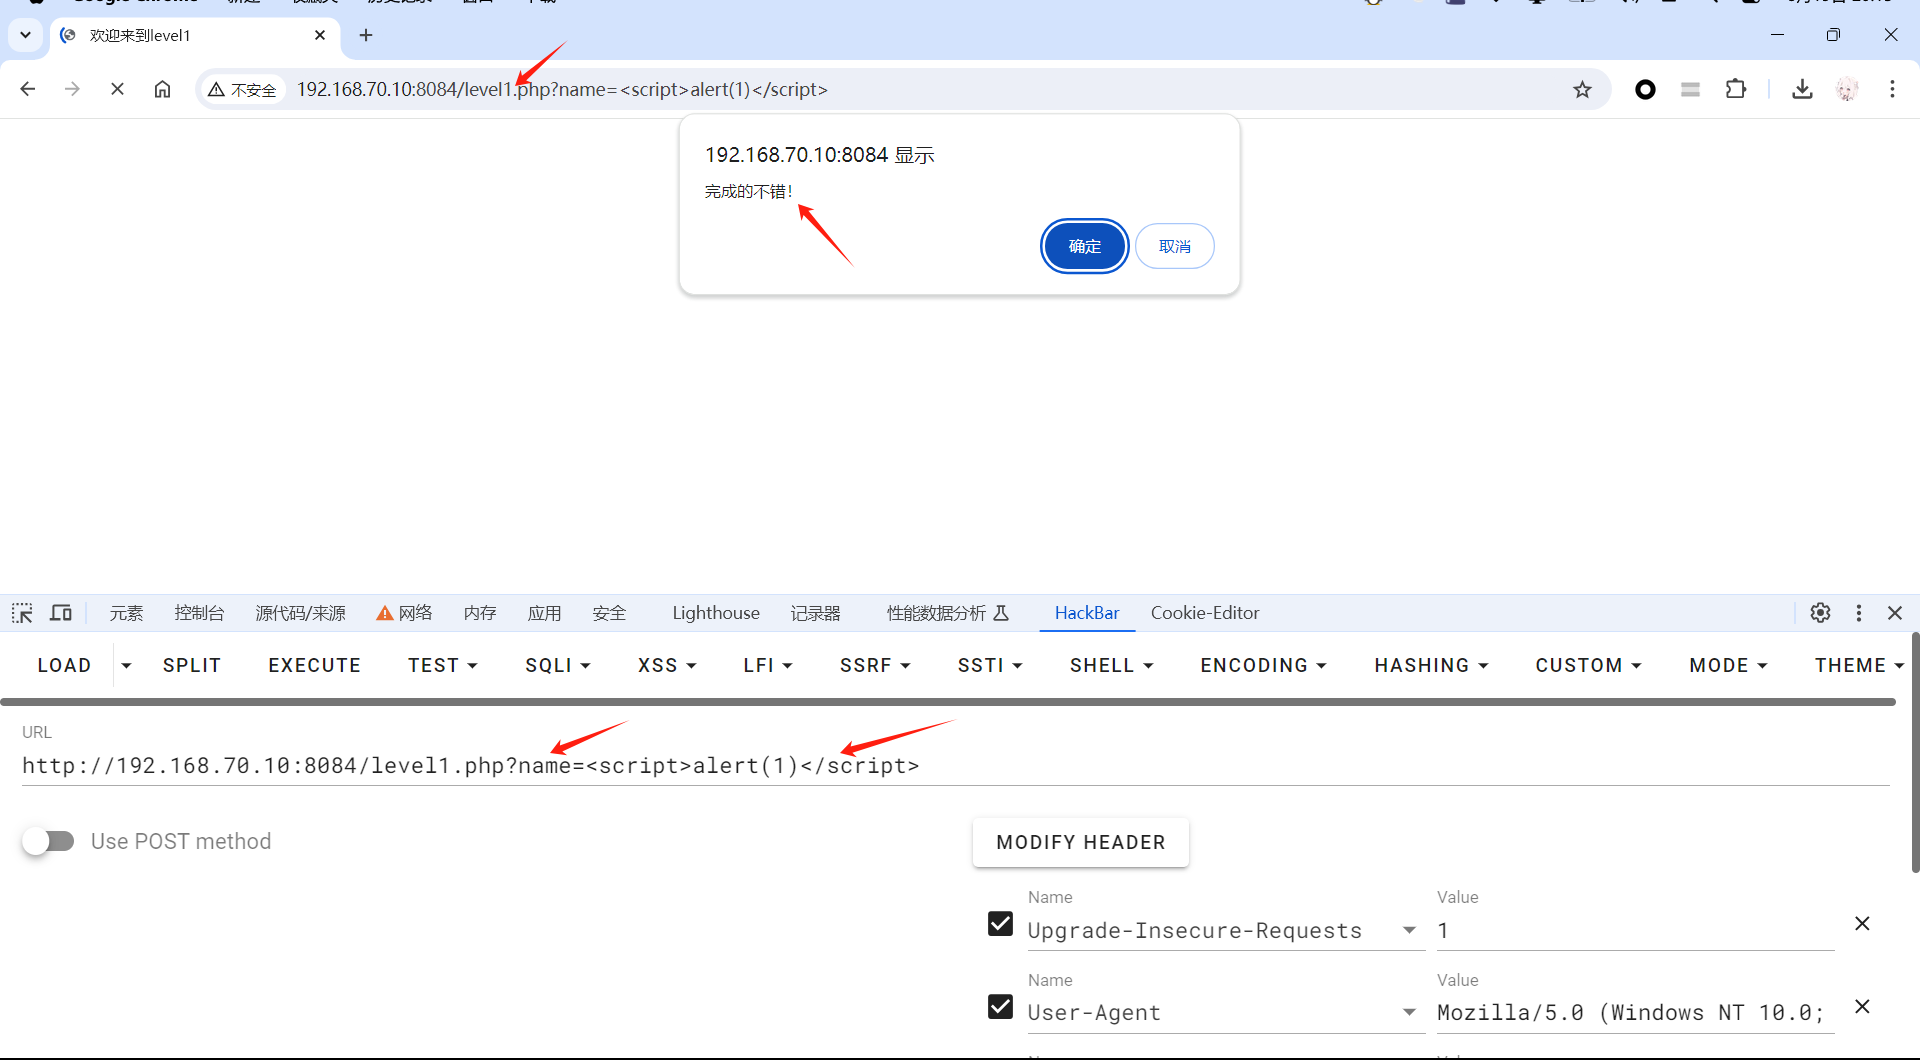 欢迎来到level1
不安全
192.168.70.10:8084/level1.php?name=<script>alert(1)</script>
192.168.70.10:8084 显示
完成的不错！
确定
取消
元素
控制台
源代码/来源
网络
内存
应用
安全
Lighthouse
记录器
性能数据分析
HackBar
Cookie-Editor
LOAD
SPLIT
EXECUTE
TEST
SQLI
XSS
LFI
SSRF
SSTI
SHELL
ENCODING
HASHING
CUSTOM
MODE
THEME
URL
http://192.168.70.10:8084/level1.php?name=<script>alert(1)</script>
Use POST method
MODIFY HEADER
Name
Value
Upgrade-Insecure-Requests
1
Name
Value
User-Agent
Mozilla/5.0 (Windows NT 10.0;